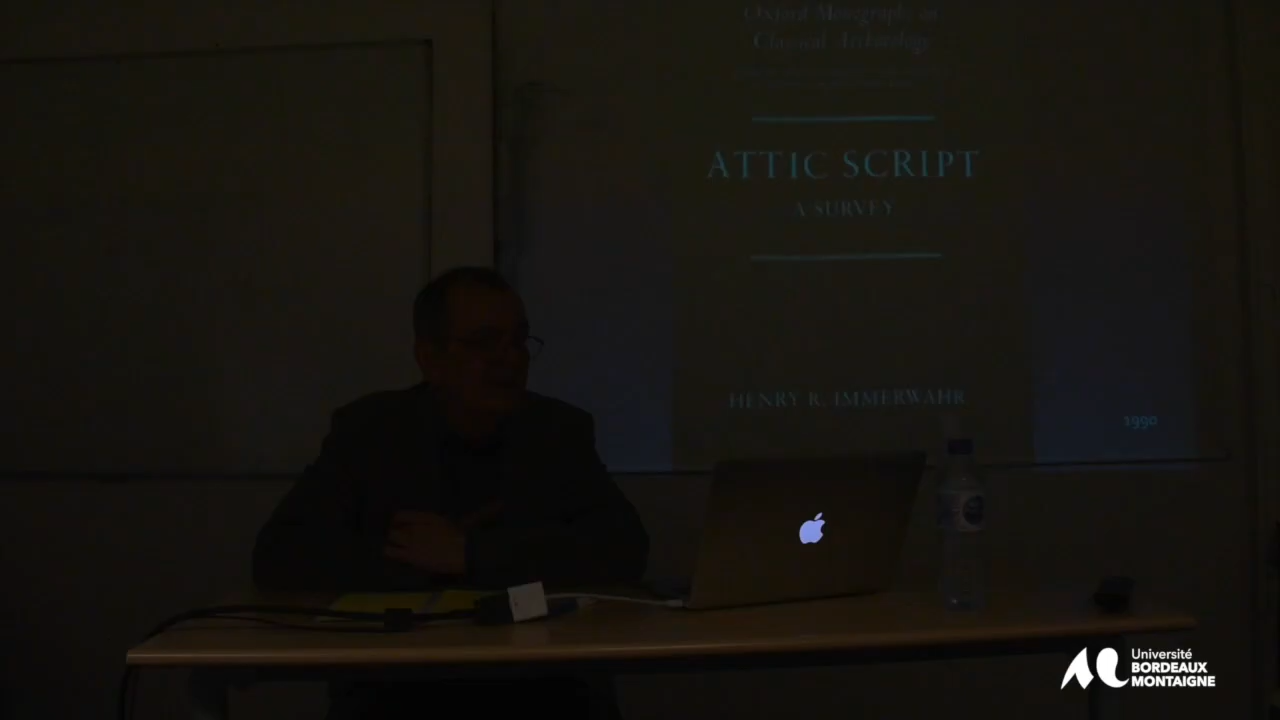 Oxford Monographs on
Classical Archaeology
ATTIC SCRIPT
A SURVEY
HENRY R. IMMERWAHR
1990
Université
BORDEAUX
MONTAIGNE